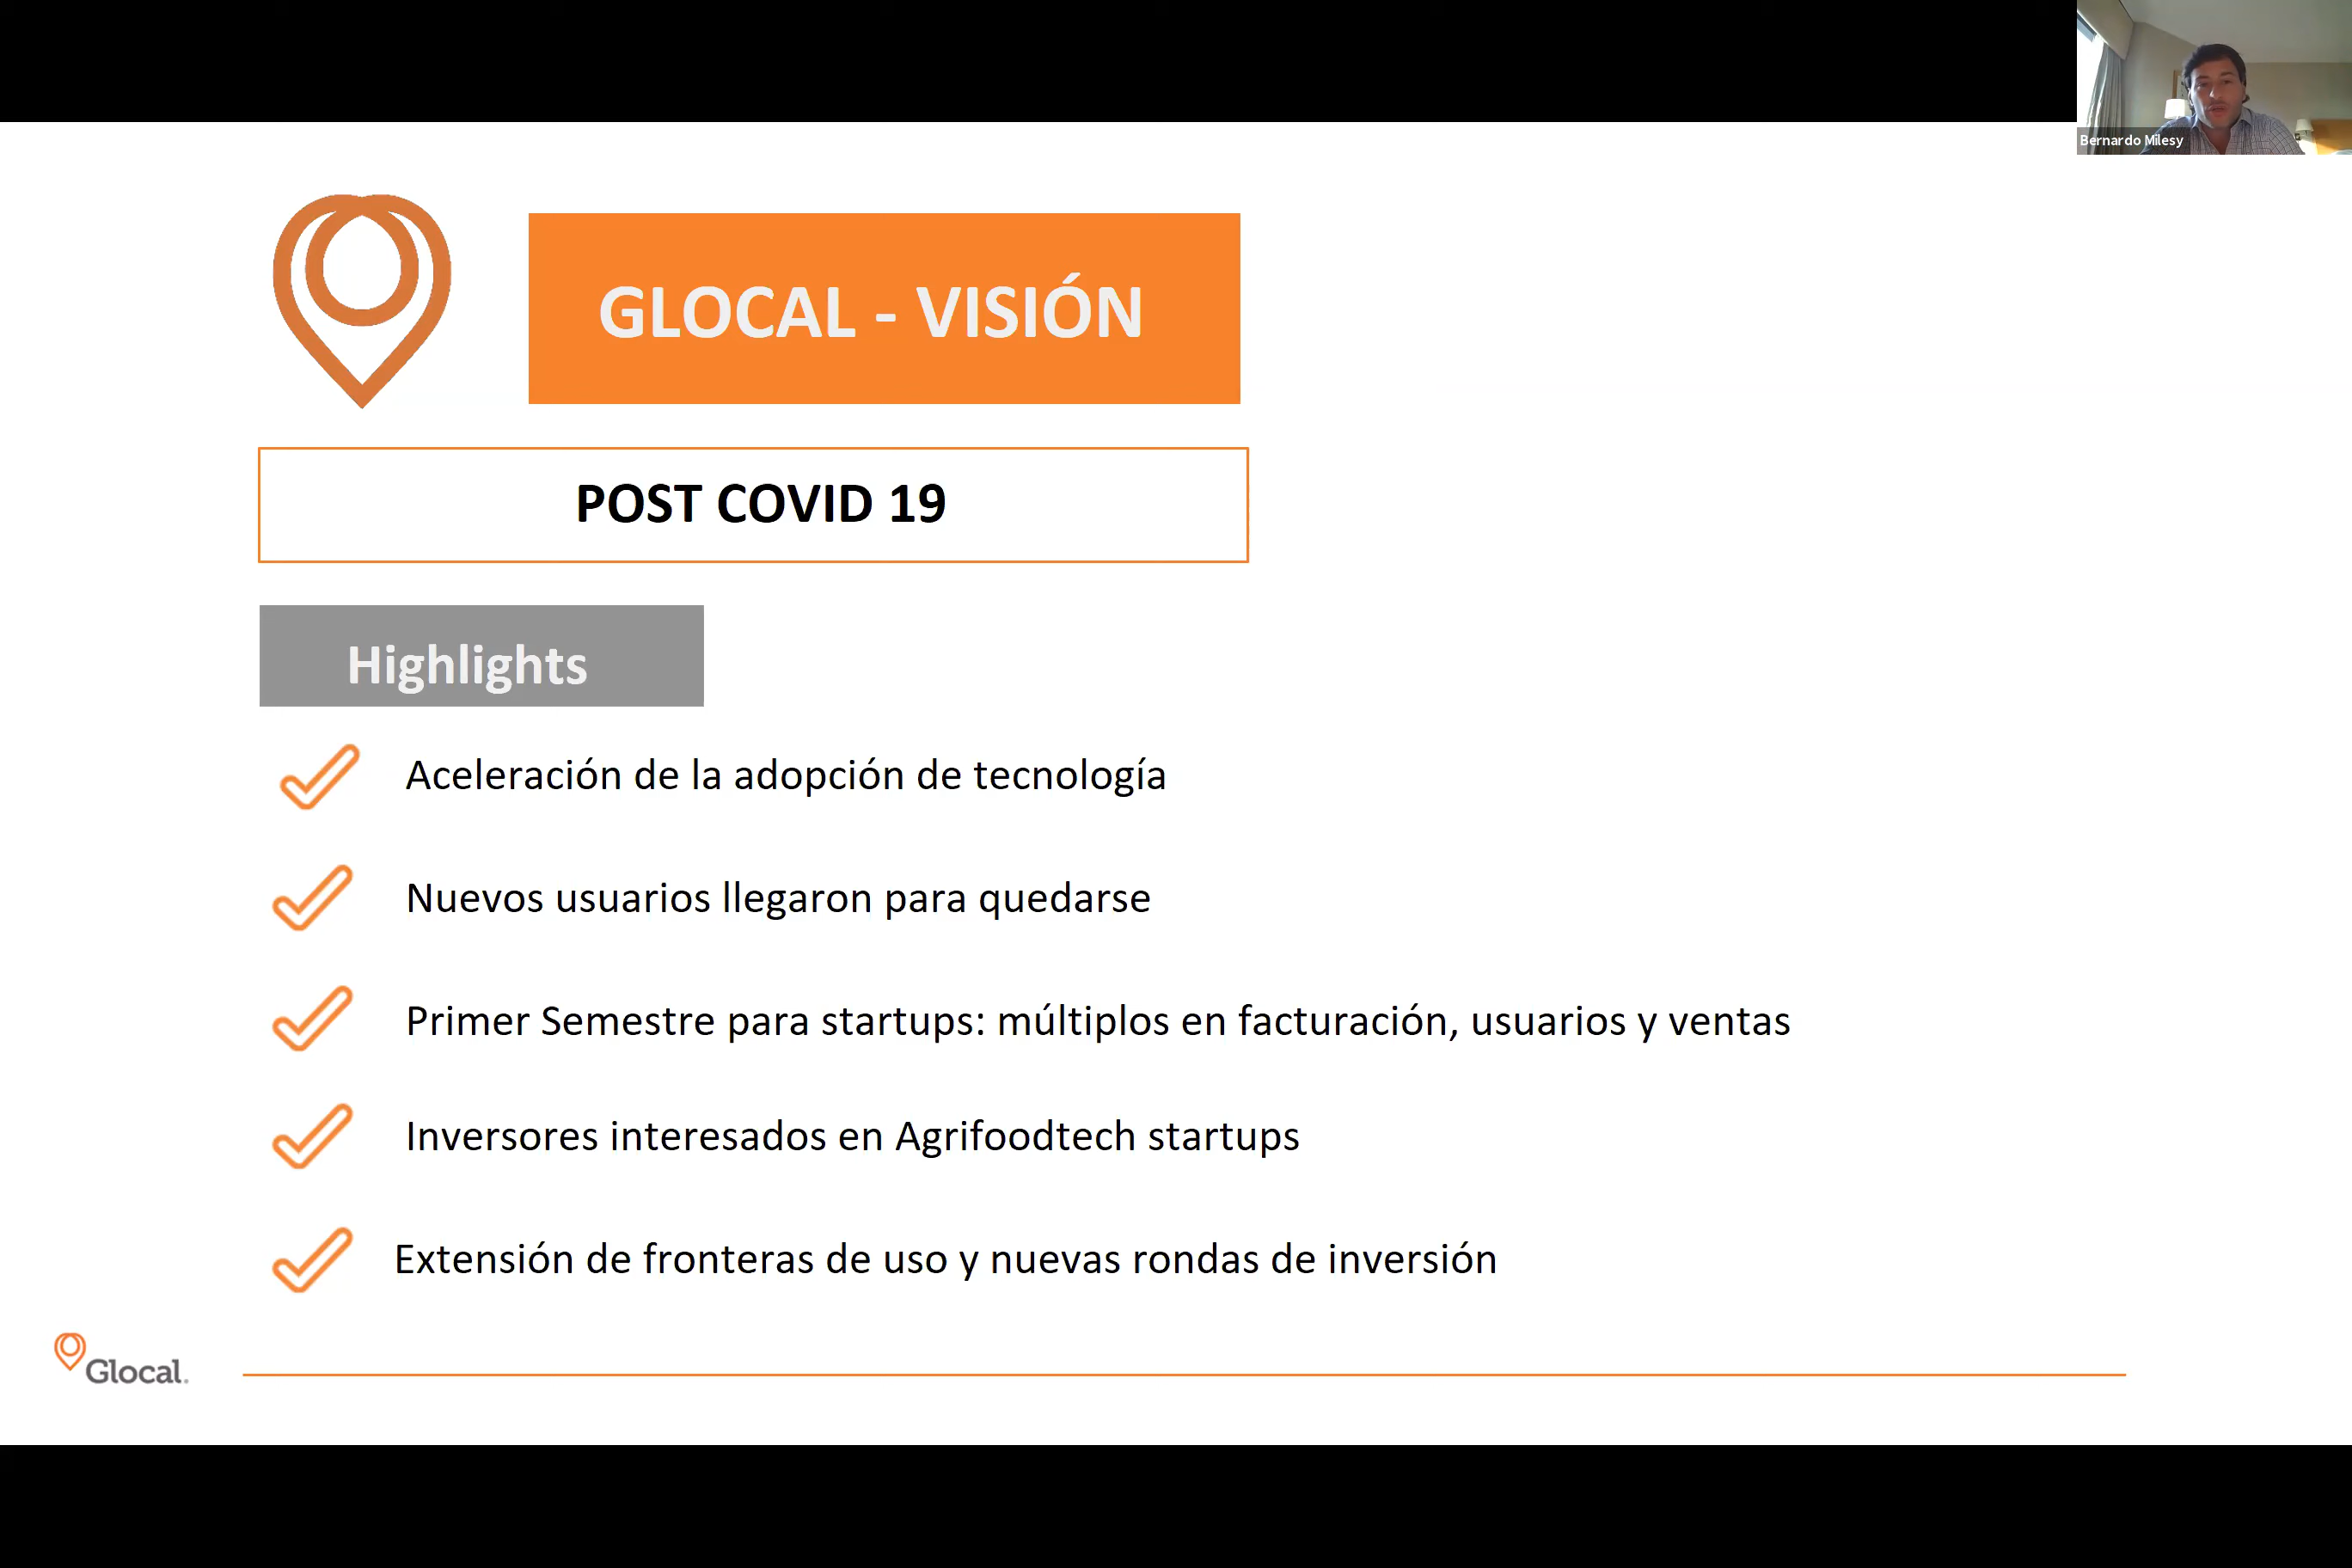 Bernardo Milesy
GLOCAL - VISIÓN
POST COVID 19
Highlights
Aceleración de la adopción de tecnología
Nuevos usuarios llegaron para quedarse
Primer Semestre para startups: múltiplos en facturación, usuarios y ventas
Inversores interesados en Agrifoodtech startups
Extensión de fronteras de uso y nuevas rondas de inversión
Glocal.